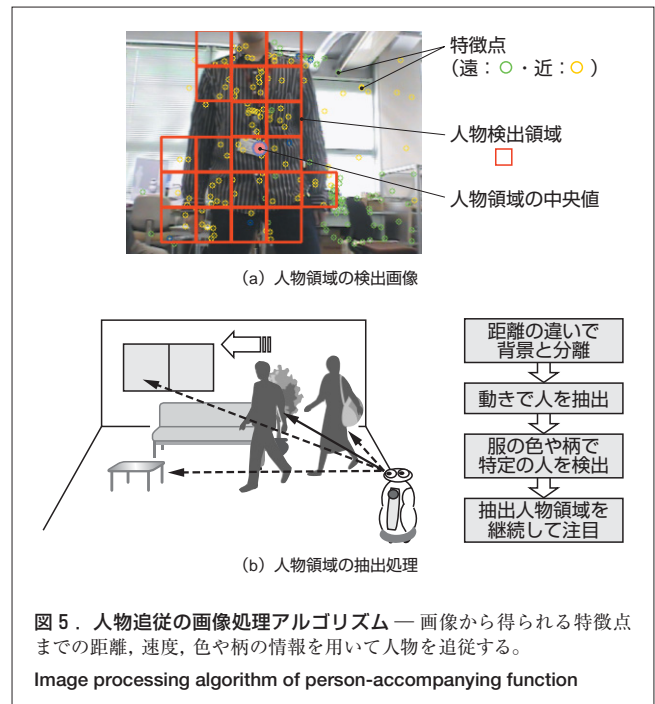 特徴点
（遠：○・近：○）
人物検出領域
人物領域の中央値
（a）人物領域の検出画像
距離の違いで
背景と分離
動きで人を抽出
服の色や柄で
特定の人を検出
抽出人物領域を
継続して注目
（b）人物領域の抽出処理
図5．人物追従の画像処理アルゴリズム — 画像から得られる特徴点
までの距離，速度，色や柄の情報を用いて人物を追従する。
Image processing algorithm of person-accompanying function